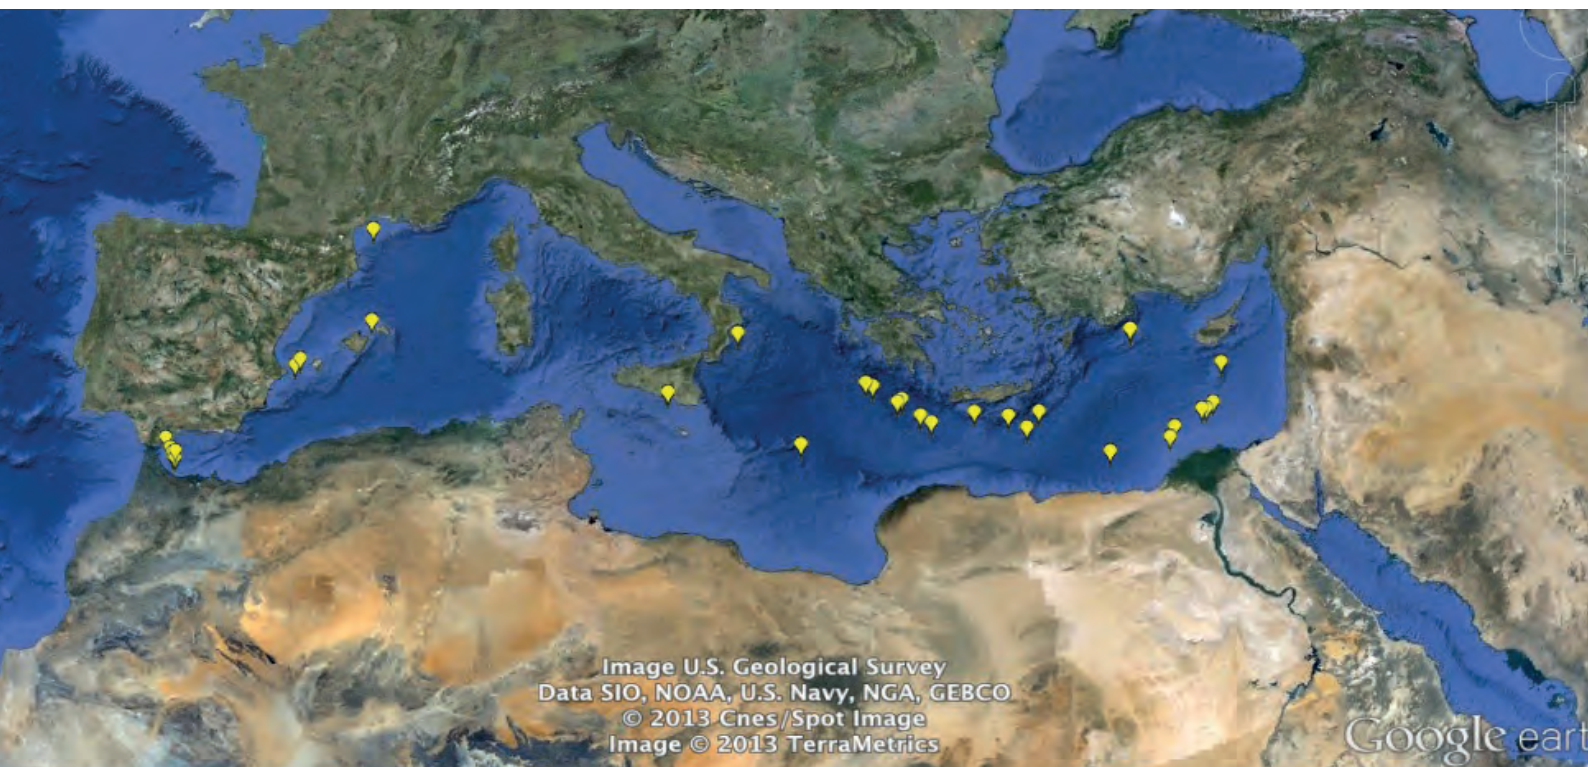 Image U.S. Geological Survey
Data SIO, NOAA, U.S. Navy, NGA, GEBCO
© 2013 Cnes/Spot Image
Image © 2013 TerraMetrics
Google eart